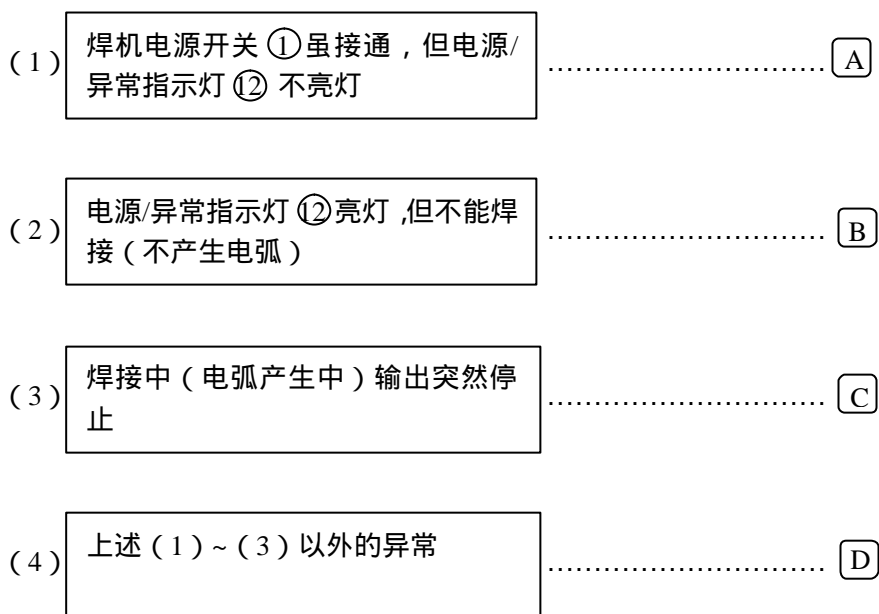 (1) 焊机电源开关 ①虽接通，但电源/
异常指示灯 ⑫ 不亮灯 ………………………… A
(2) 电源/异常指示灯 ⑫亮灯 ,但不能焊
接（不产生电弧） ………………………… B
(3) 焊接中（电弧产生中）输出突然停
止 ………………………… C
(4) 上述（1）~（3）以外的异常 ………………………… D